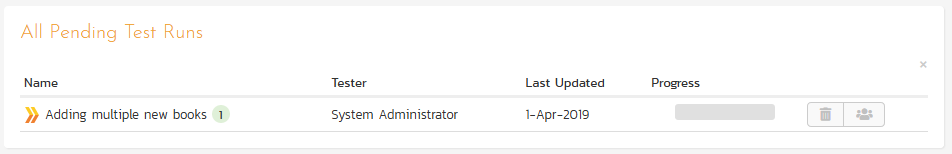 All Pending Test Runs
×
Name Tester Last Updated Progress
Adding multiple new books 1 System Administrator 1-Apr-2019